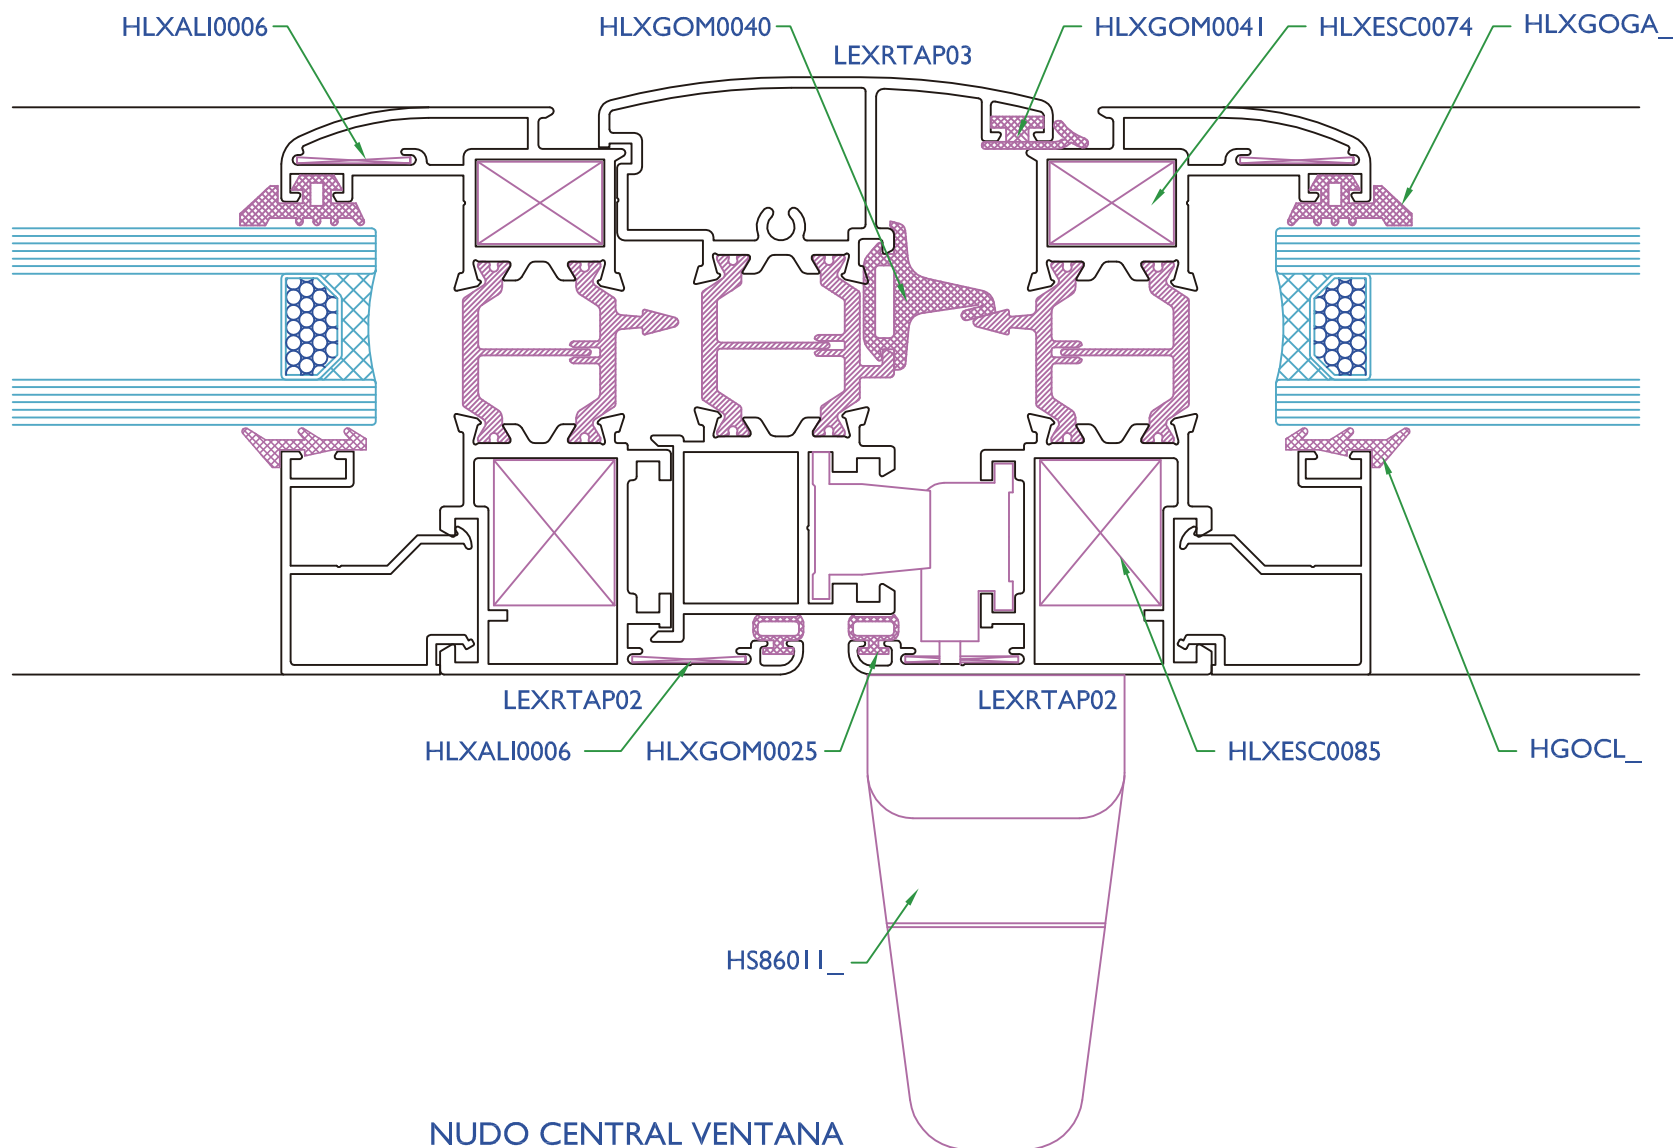 HLXALI0006
HLXGOM0040
LEXRTAP03
HLXGOM0041
HLXESC0074
HLXGOGA_
LEXRTAP02
LEXRTAP02
HLXALI0006
HLXGOM0025
HLXESC0085
HGOCL_
HS86011_
NUDO CENTRAL VENTANA